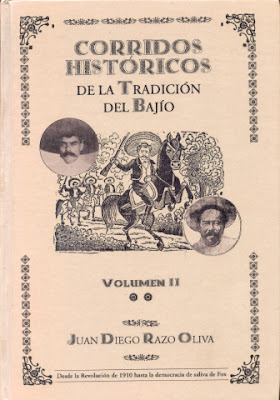 CORRIDOS
HISTÓRICOS
DE LA TRADICIÓN
DEL BAJÍO
VOLUMEN II
JUAN DIEGO RAZO OLIVA
Desde la Revolución de 1910 hasta la democracia de saliva de Fox